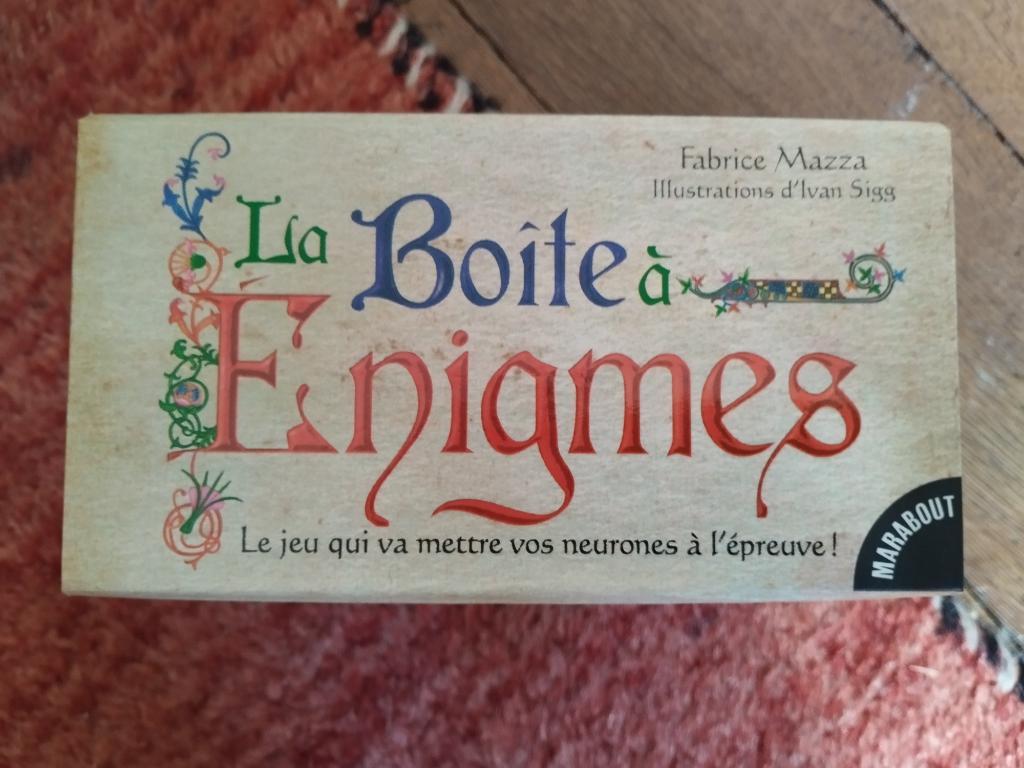 Fabrice Mazza
Illustrations d'Ivan Sigg
La Boîte à
Énigmes
Le jeu qui va mettre vos neurones à l'épreuve !
MARABOUT